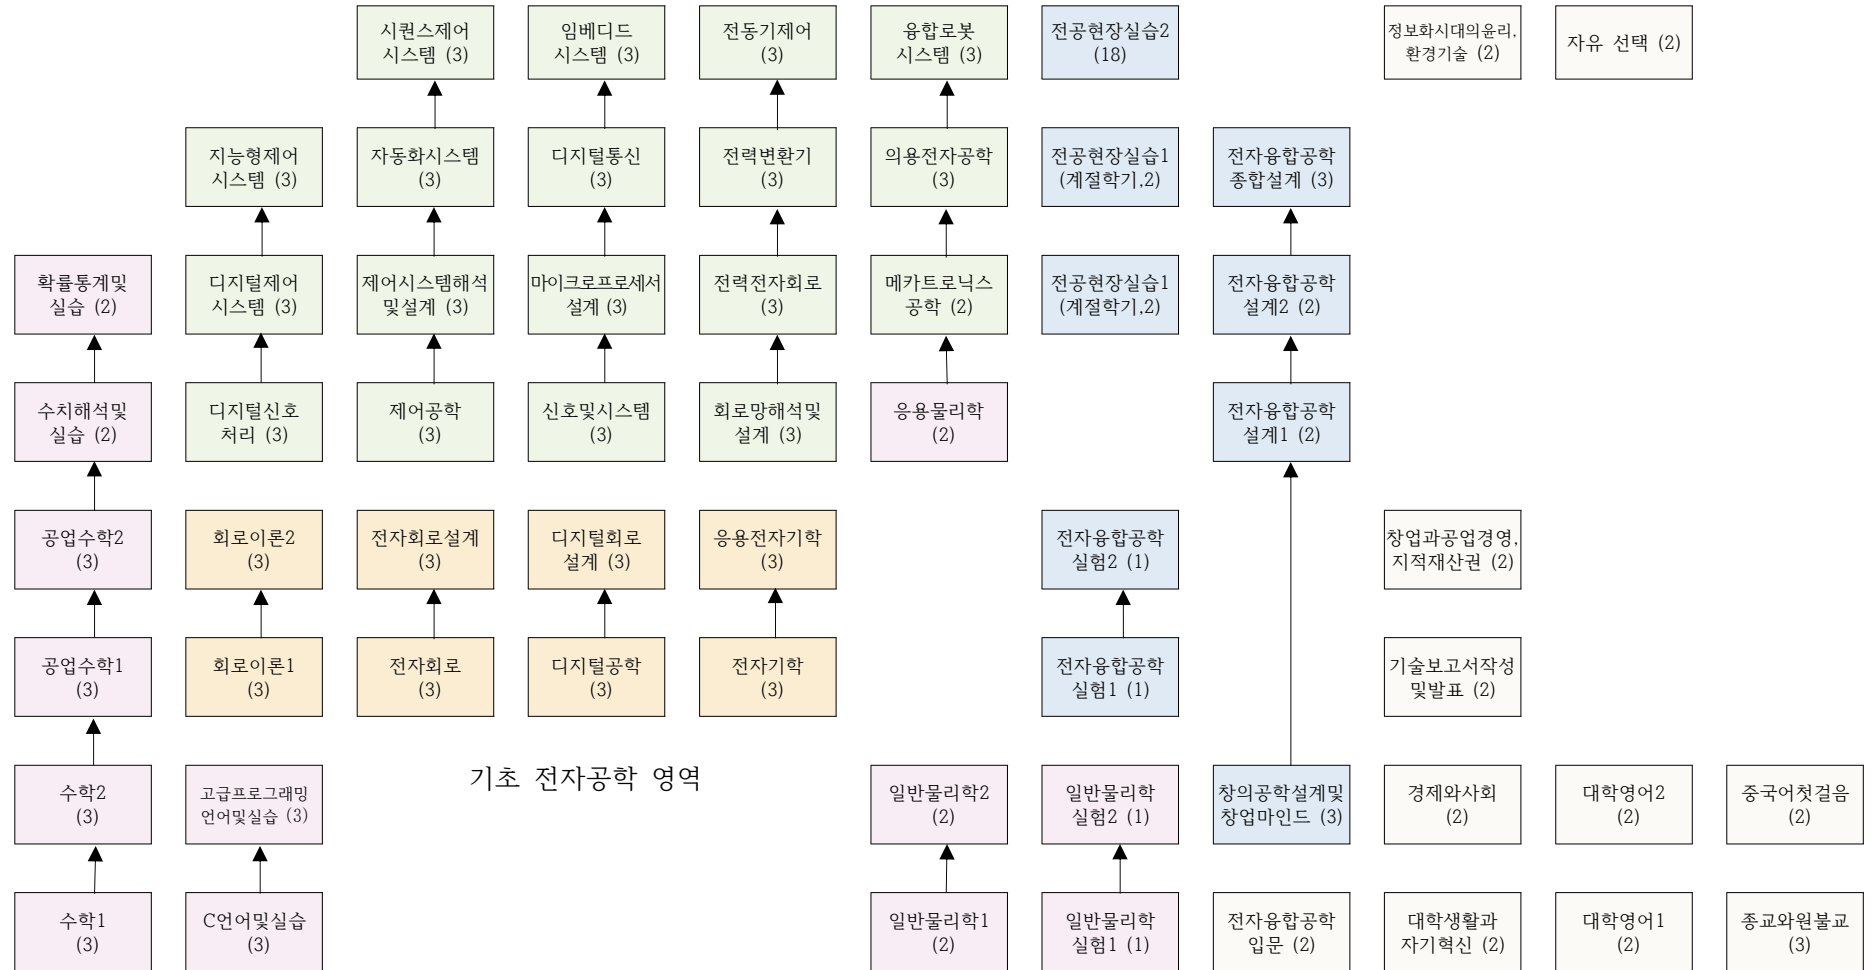 시퀀스제어
시스템 (3)
임베디드
시스템 (3)
전동기제어
(3)
융합로봇
시스템 (3)
전공현장실습2
(18)
정보화시대의윤리,
환경기술 (2)
자유 선택 (2)
지능형제어
시스템 (3)
자동화시스템
(3)
디지털통신
(3)
전력변환기
(3)
의용전자공학
(3)
전공현장실습1
(계절학기,2)
전자융합공학
종합설계 (3)
확률통계및
실습 (2)
디지털제어
시스템 (3)
제어시스템해석
및설계 (3)
마이크로프로세서
설계 (3)
전력전자회로
(3)
메카트로닉스
공학 (2)
전공현장실습1
(계절학기,2)
전자융합공학
설계2 (2)
수치해석및
실습 (2)
디지털신호
처리 (3)
제어공학
(3)
신호및시스템
(3)
회로망해석및
설계 (3)
응용물리학
(2)
전자융합공학
설계1 (2)
공업수학2
(3)
회로이론2
(3)
전자회로설계
(3)
디지털회로
설계 (3)
응용전자기학
(3)
전자융합공학
실험2 (1)
창업과공업경영,
지적재산권 (2)
공업수학1
(3)
회로이론1
(3)
전자회로
(3)
디지털공학
(3)
전자기학
(3)
전자융합공학
실험1 (1)
기술보고서작성
및발표 (2)
수학2
(3)
고급프로그래밍
언어및실습 (3)
기초 전자공학 영역
일반물리학2
(2)
일반물리학
실험2 (1)
창의공학설계및
창업마인드 (3)
경제와사회
(2)
대학영어2
(2)
중국어첫걸음
(2)
수학1
(3)
C언어및실습
(3)
일반물리학1
(2)
일반물리학
실험1 (1)
전자융합공학
입문 (2)
대학생활과
자기혁신 (2)
대학영어1
(2)
종교와원불교
(3)